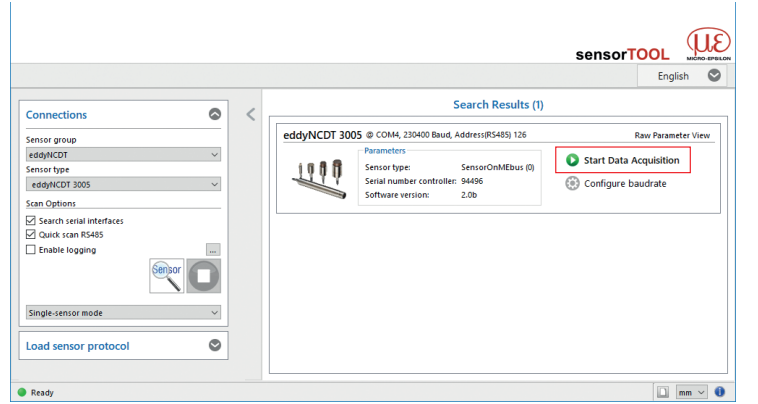 sensorTOOL
με
MICRO-EPSILON
English
Connections
Sensor group
eddyNCDT
Sensor type
eddyNCDT 3005
Scan Options
Search serial interfaces
Quick scan RS485
Enable logging
...
Sensor
Single-sensor mode
Load sensor protocol
Search Results (1)
eddyNCDT 3005 @ COM4, 230400 Baud, Address(RS485) 126
Raw Parameter View
Parameters
Sensor type: SensorOnMEbus (0)
Serial number controller: 94496
Software version: 2.0b
Start Data Acquisition
Configure baudrate
Ready
mm